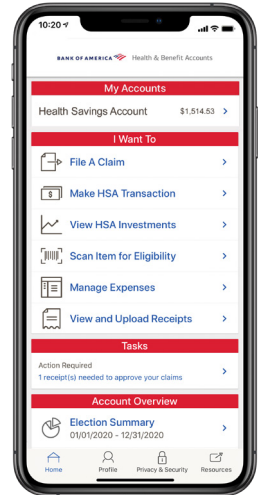 10:20
BANK OF AMERICA Health & Benefit Accounts
My Accounts
Health Savings Account $1,514.53
I Want To
File A Claim
$
Make HSA Transaction
View HSA Investments
Scan Item for Eligibility
Manage Expenses
View and Upload Receipts
Tasks
Action Required
1 receipt(s) needed to approve your claims
Account Overview
Election Summary
01/01/2020 - 12/31/2020
Home Profile Privacy & Security Resources